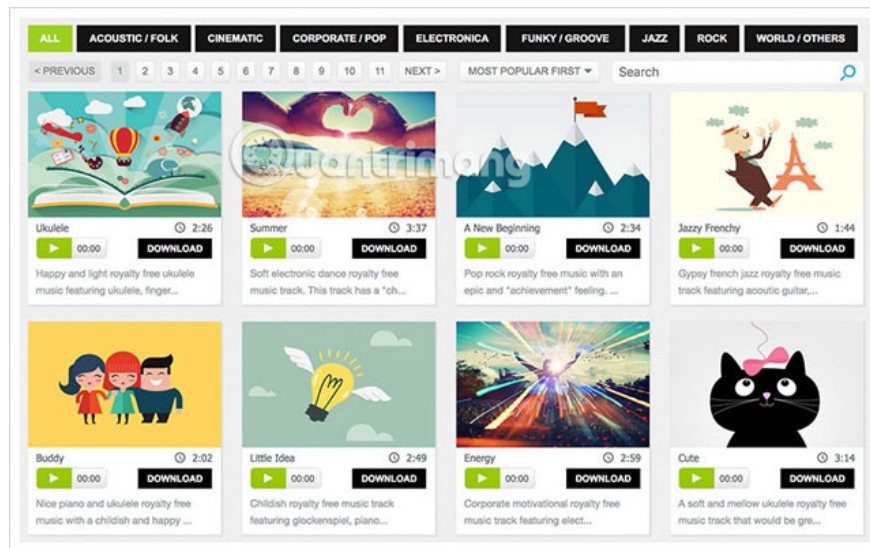 ALL ACOUSTIC / FOLK CINEMATIC CORPORATE / POP ELECTRONICA FUNKY / GROOVE JAZZ ROCK WORLD / OTHERS
< PREVIOUS 1 2 3 4 5 6 7 8 9 10 11 NEXT > MOST POPULAR FIRST Search
@uantrimang
Ukulele 2:26
00:00 DOWNLOAD
Happy and light royalty free ukulele
music featuring ukulele, finger...
Summer 3:37
00:00 DOWNLOAD
Soft electronic dance royalty free
music track. This track has a "ch...
A New Beginning 2:34
00:00 DOWNLOAD
Pop rock royalty free music with an
epic and "achievement" feeling. ...
Jazzy Frenchy 1:44
00:00 DOWNLOAD
Gypsy french jazz royalty free music
track featuring acoutic guitar,...
Buddy 2:02
00:00 DOWNLOAD
Nice piano and ukulele royalty free
music with a childish and happy ...
Little Idea 2:49
00:00 DOWNLOAD
Childish royalty free music track
featuring glockenspiel, piano...
Energy 2:59
00:00 DOWNLOAD
Corporate motivational royalty free
music track featuring elect...
Cute 3:14
00:00 DOWNLOAD
A soft and mellow ukulele royalty free
music track that would be gre...